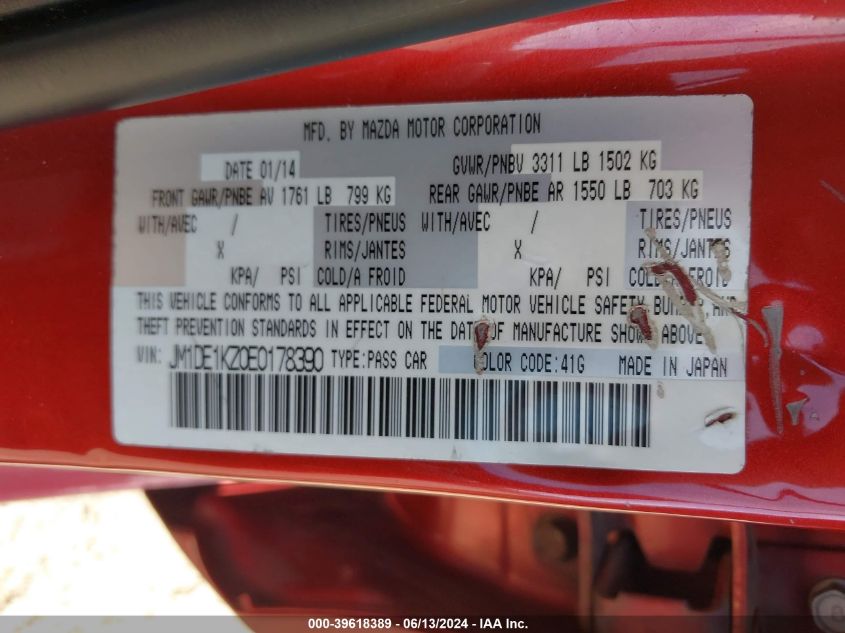 MFD. BY MAZDA MOTOR CORPORATION
DATE 01/14 GVWR/PNBV 3311 LB 1502 KG
FRONT GAWR/PNBE AV 1761 LB 799 KG REAR GAWR/PNBE AR 1550 LB 703 KG
WITH/AVEC / TIRES/PNEUS WITH/AVEC / TIRES/PNEUS
X RIMS/JANTES X RIMS/JANTES
KPA/ PSI COLD/A FROID KPA/ PSI COLD/A FROID
THIS VEHICLE CONFORMS TO ALL APPLICABLE FEDERAL MOTOR VEHICLE SAFETY, BUMPER, AND
THEFT PREVENTION STANDARDS IN EFFECT ON THE DATE OF MANUFACTURE SHOWN ABOVE.
VIN: JM1DE1KZ0E0178390 TYPE:PASS CAR COLOR CODE:41G MADE IN JAPAN
000-39618389 - 06/13/2024 - IAA Inc.